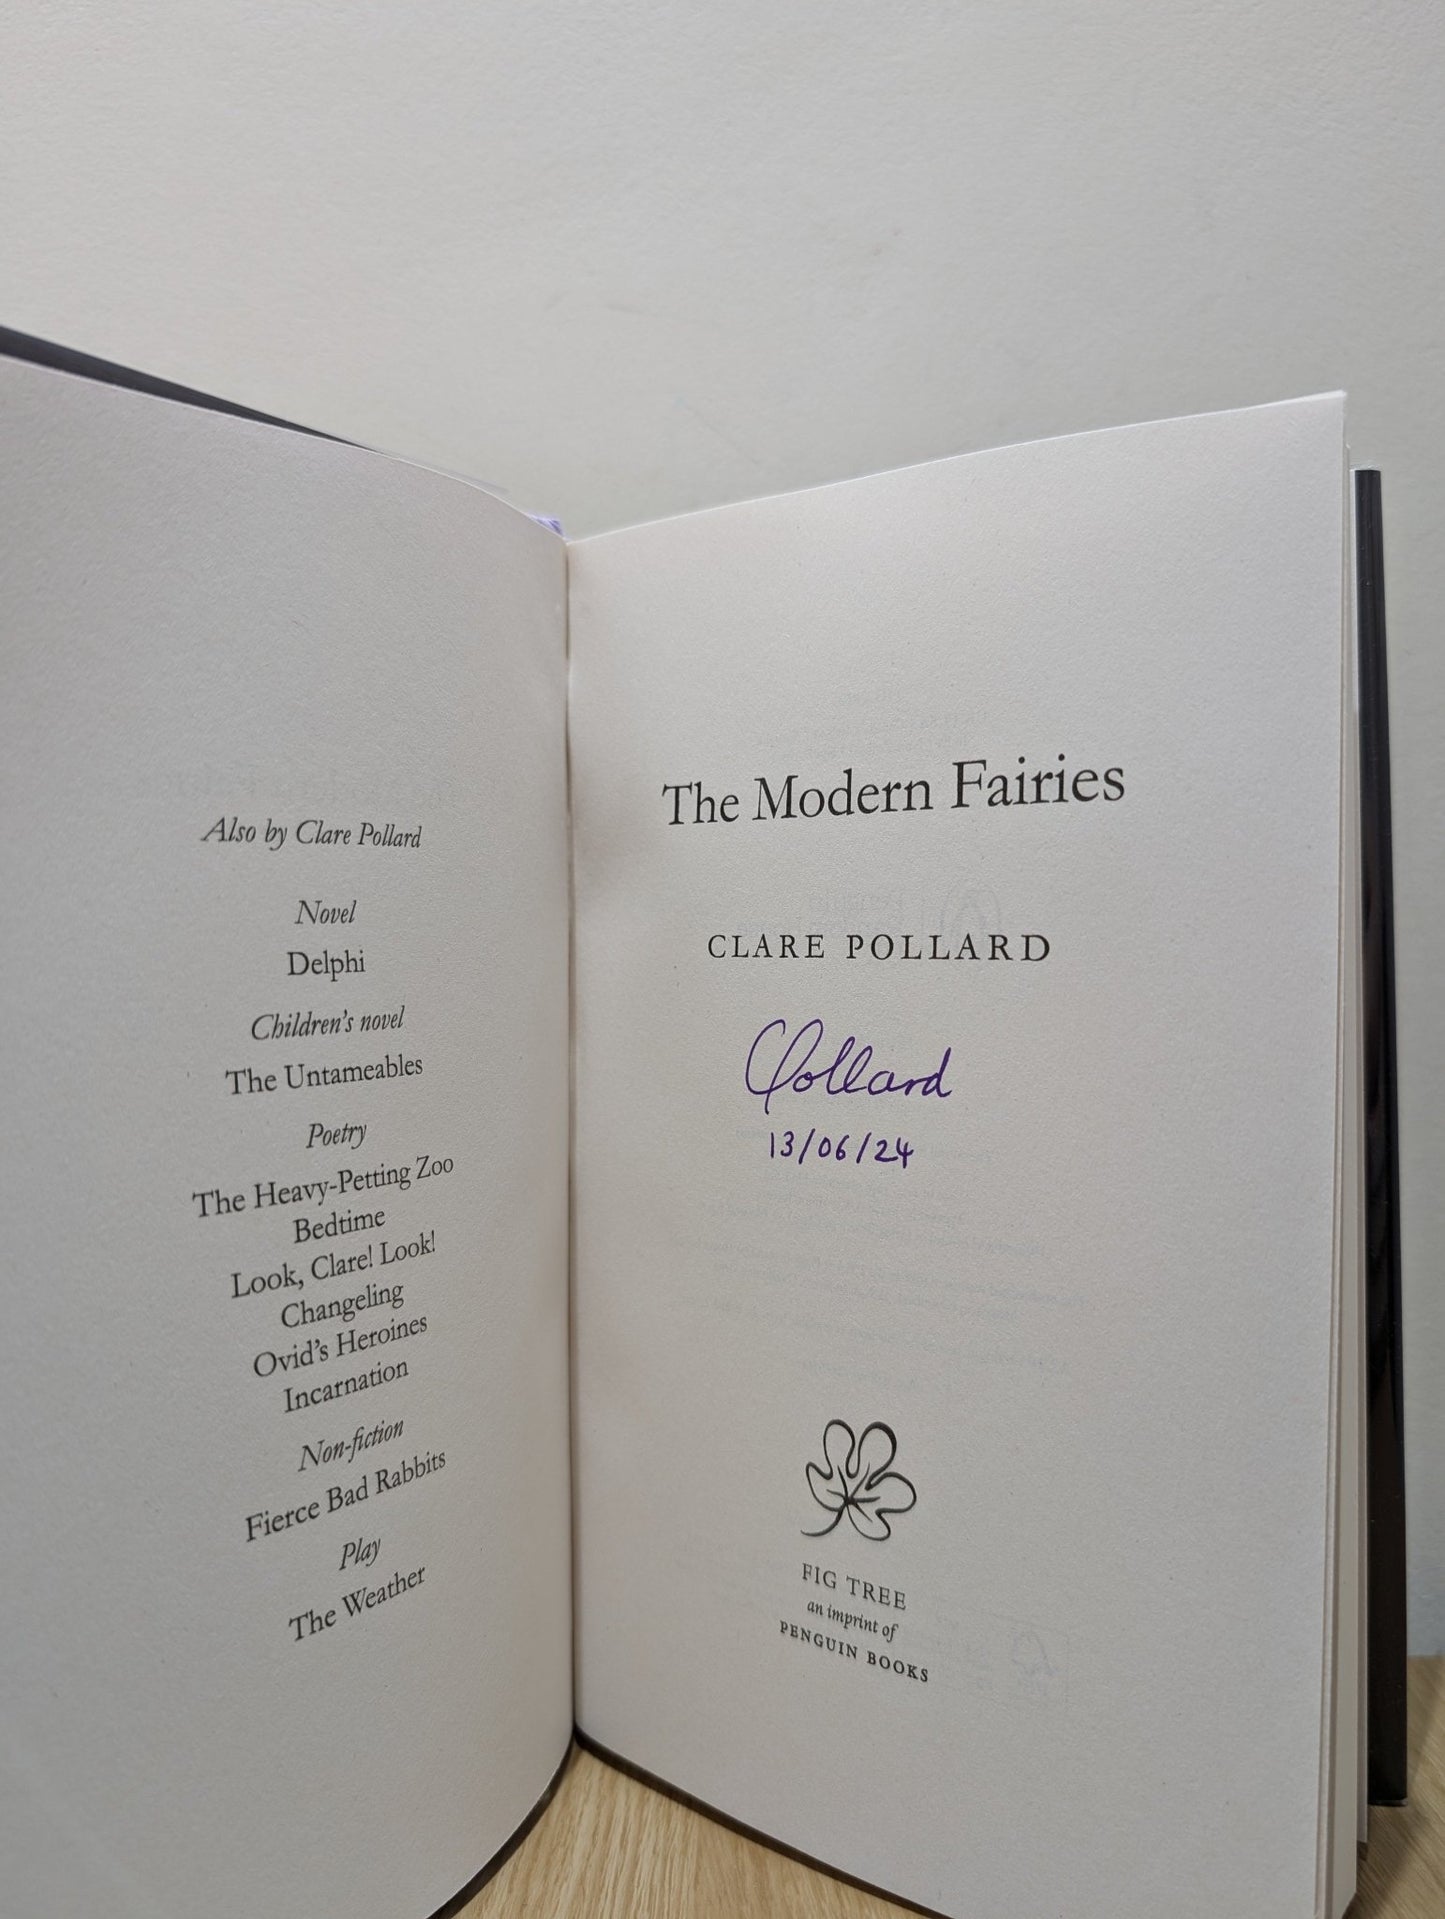 Also by Clare Pollard
Novel
Delphi
Children's novel
The Untameables
Poetry
The Heavy-Petting Zoo
Bedtime
Look, Clare! Look!
Changeling
Ovid's Heroines
Incarnation
Non-fiction
Fierce Bad Rabbits
Play
The Weather
The Modern Fairies
CLARE POLLARD
CPollard
13/06/24
FIG TREE
an imprint of
PENGUIN BOOKS